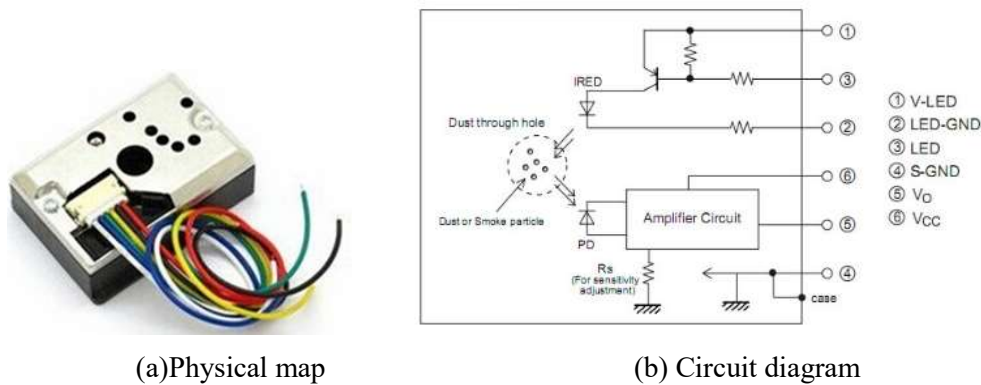 ①
IRED
③
② 
Dust through hole
⑥
Dust or Smoke particle
PD
Amplifier Circuit
⑤
Rs
(For sensitivity
adjustment)
④
case
① V-LED
② LED-GND
③ LED
④ S-GND
⑤ VO
⑥ VCC
(a)Physical map
(b) Circuit diagram